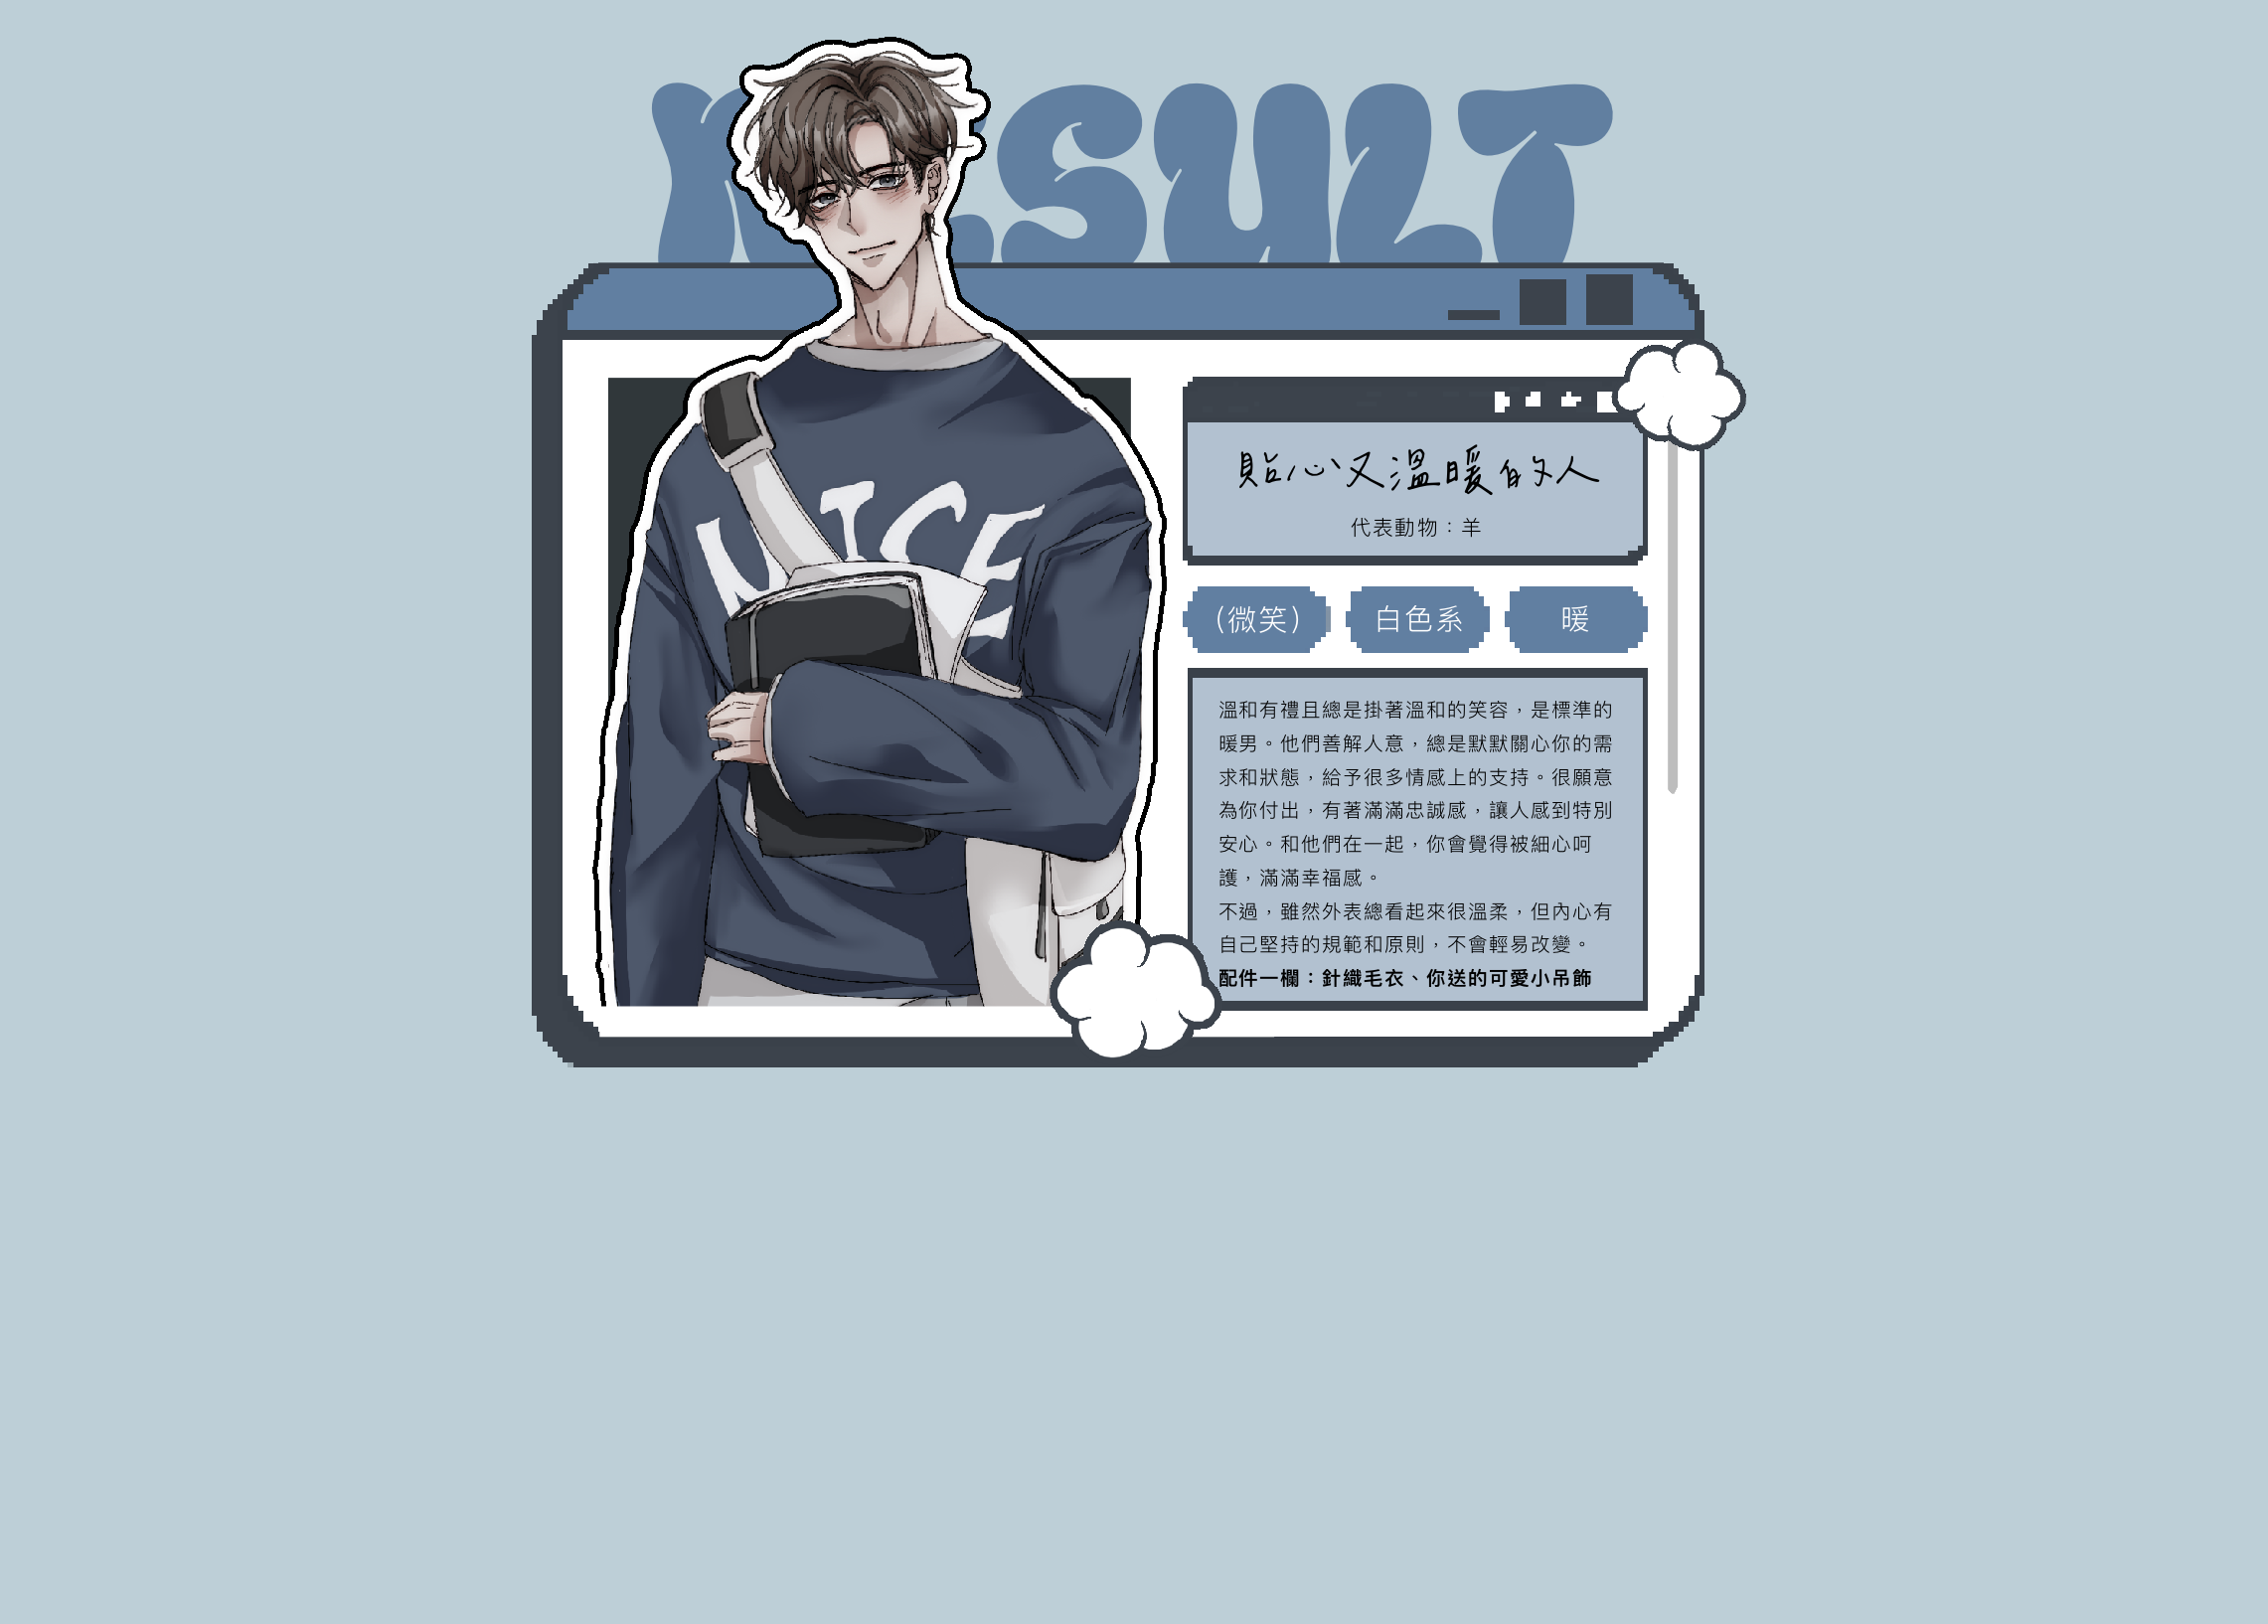 RESULT
NICE
貼心又溫暖的人
代表動物：羊
(微笑)
白色系
暖
溫和有禮且總是掛著溫和的笑容，是標準的
暖男。他們善解人意，總是默默關心你的需
求和狀態，給予很多情感上的支持。很願意
為你付出，有著滿滿忠誠感，讓人感到特別
安心。和他們在一起，你會覺得被細心呵
護，滿滿幸福感。
不過，雖然外表總看起來很溫柔，但內心有
自己堅持的規範和原則，不會輕易改變。
配件一欄：針織毛衣、你送的可愛小吊飾